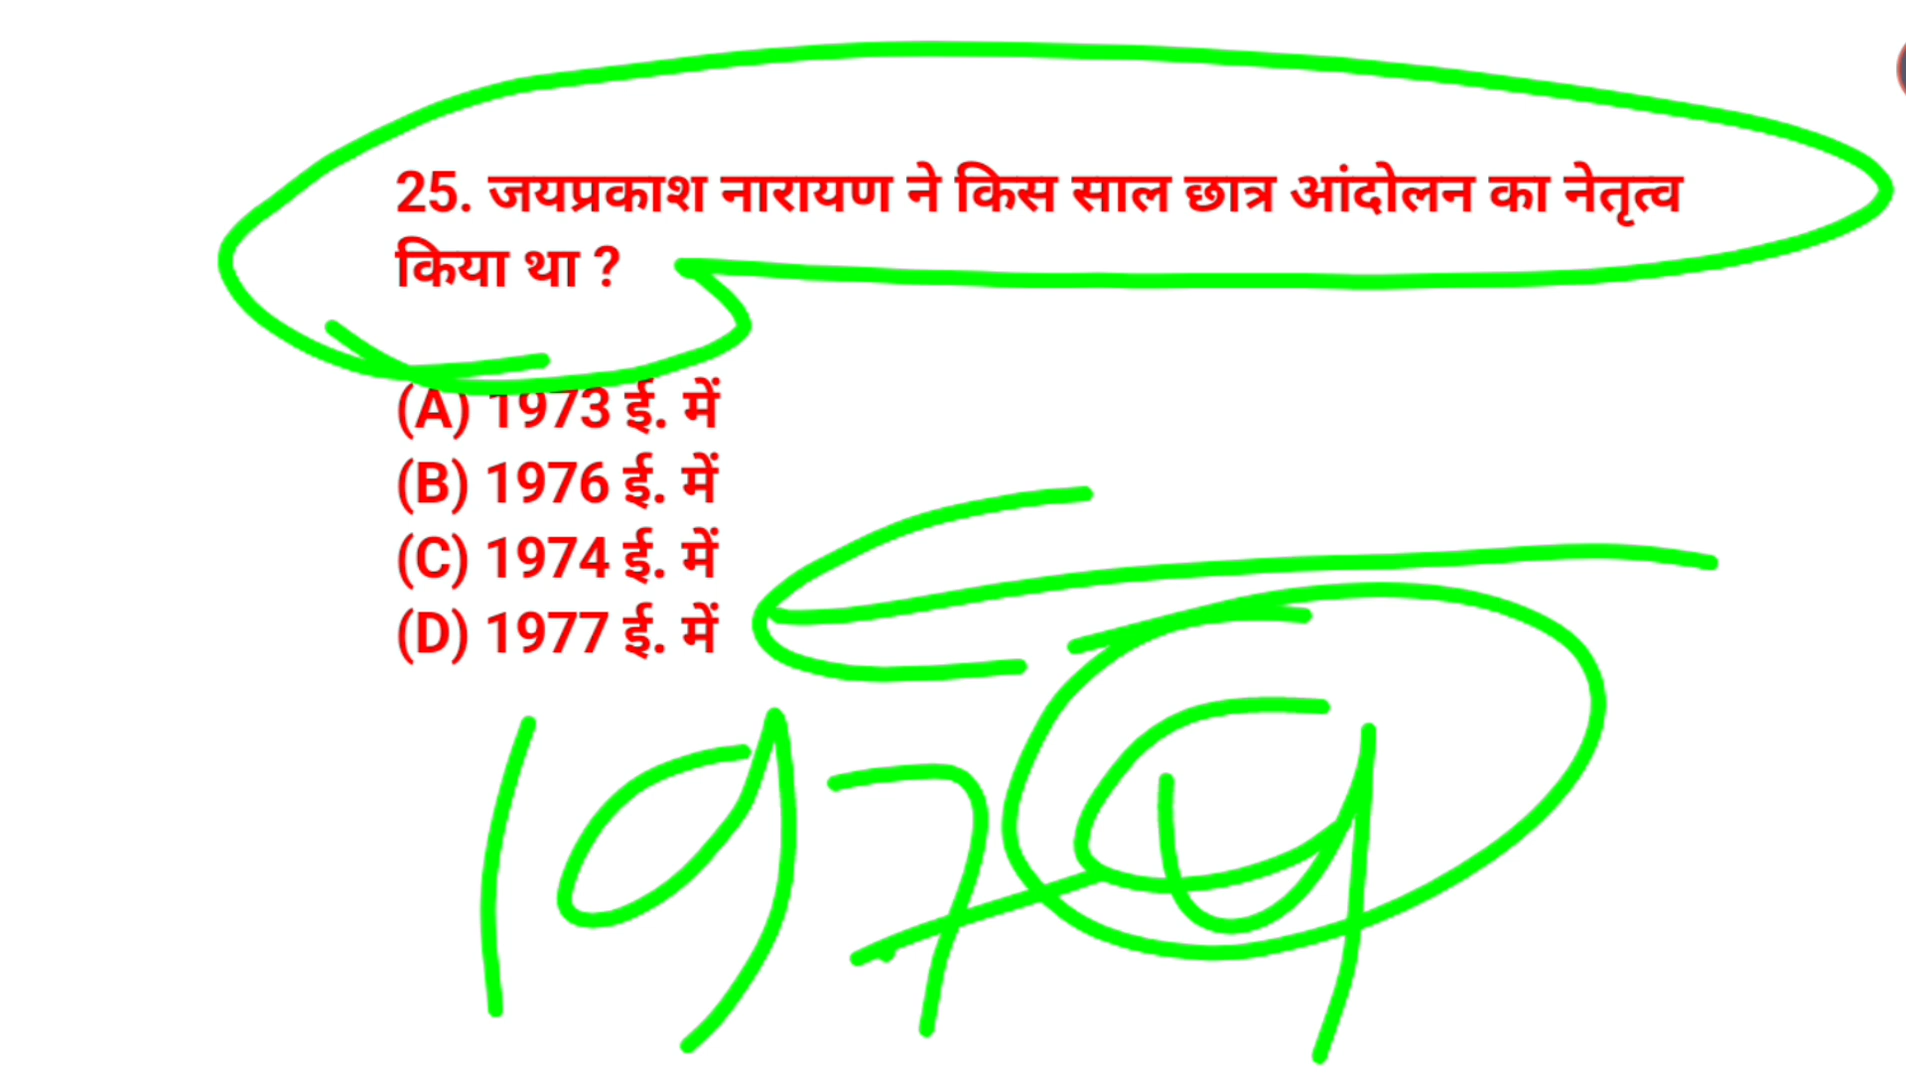 25. जयप्रकाश नारायण ने किस साल छात्र आंदोलन का नेतृत्व
किया था ?
(A) 1973 ई. में
(B) 1976 ई. में
(C) 1974 ई. में
(D) 1977 ई. में
1974